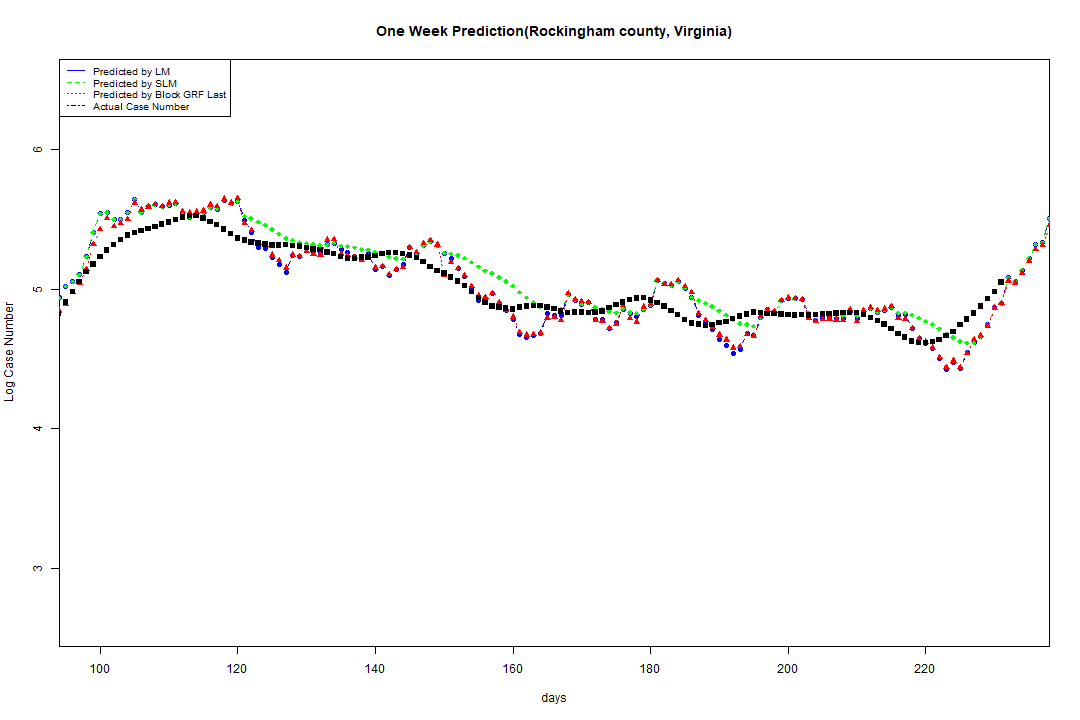 One Week Prediction(Rockingham county, Virginia)
Predicted by LM
Predicted by SLM
Predicted by Block GRF Last
Actual Case Number
6
5
4
3
Log Case Number
100 120 140 160 180 200 220
days